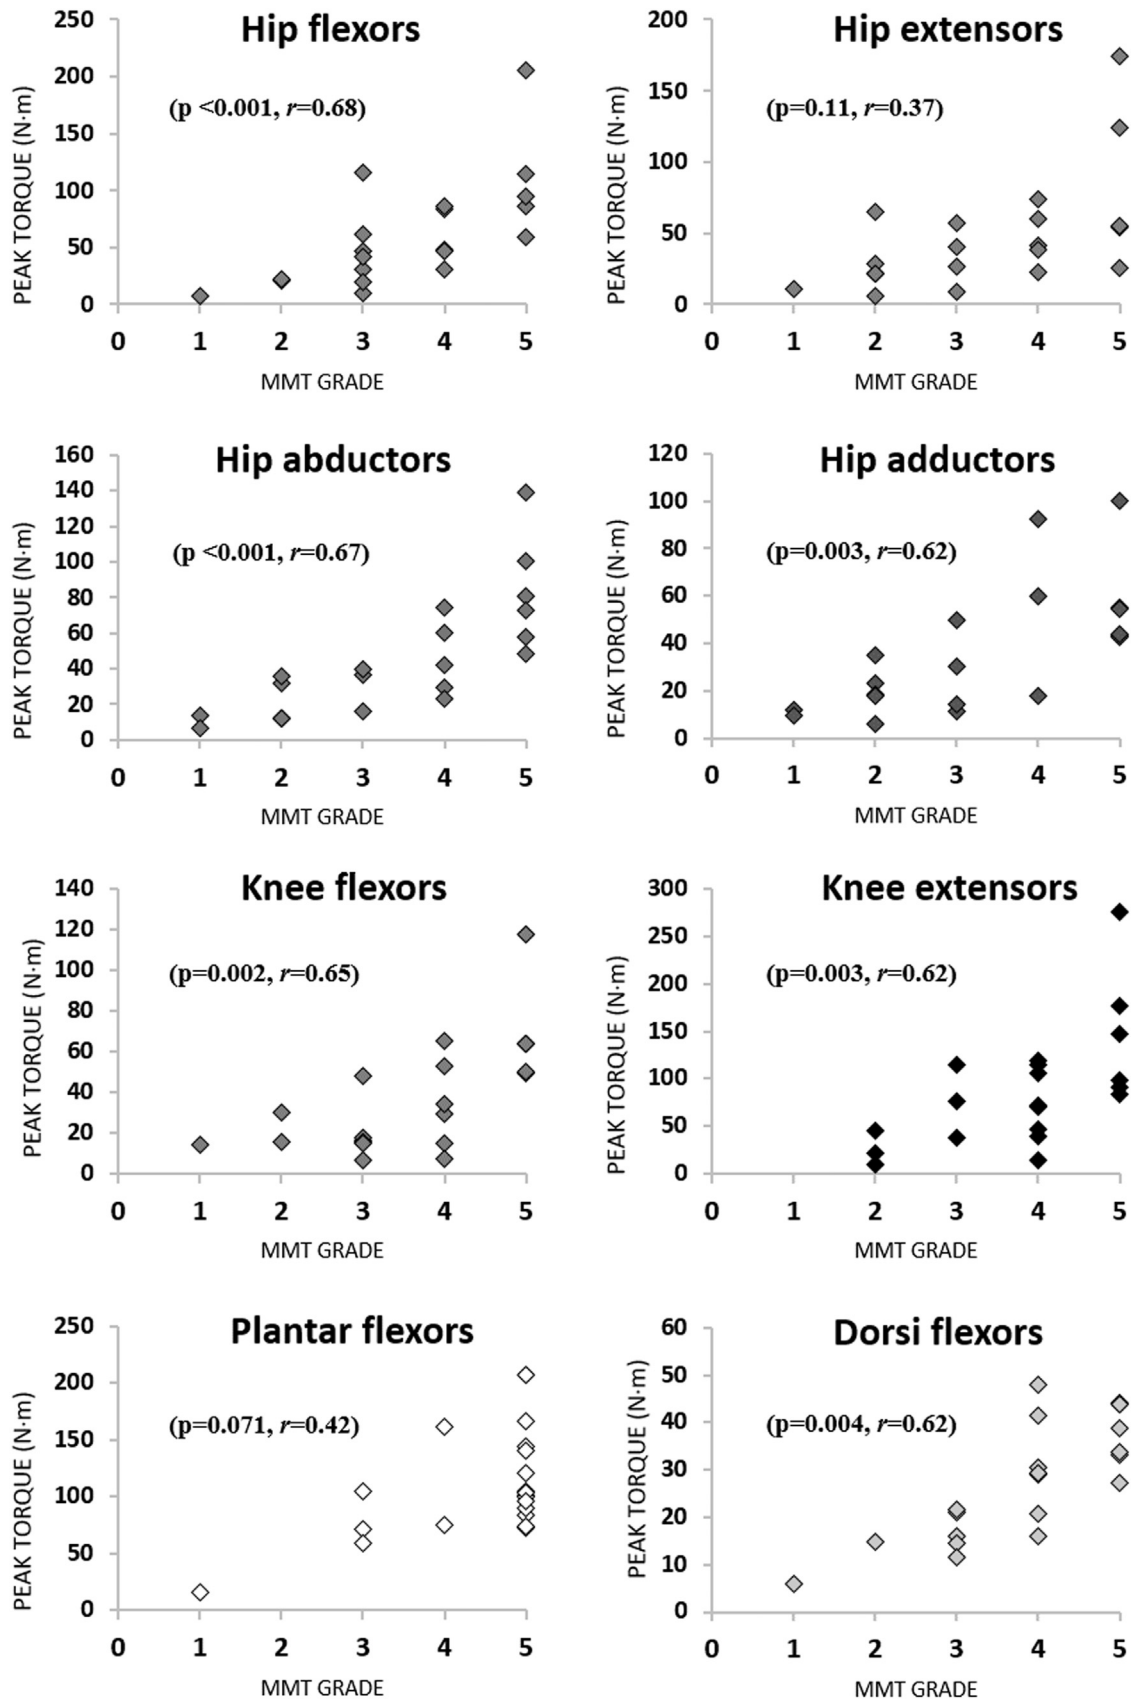 Hip flexors
(p <0.001, r=0.68)
PEAK TORQUE (N·m)
250
200
150
100
50
0
0 1 2 3 4 5
MMT GRADE
Hip extensors
(p=0.11, r=0.37)
PEAK TORQUE (N·m)
200
150
100
50
0
0 1 2 3 4 5
MMT GRADE
Hip abductors
(p <0.001, r=0.67)
PEAK TORQUE (N·m)
160
140
120
100
80
60
40
20
0
0 1 2 3 4 5
MMT GRADE
Hip adductors
(p=0.003, r=0.62)
PEAK TORQUE (N·m)
120
100
80
60
40
20
0
0 1 2 3 4 5
MMT GRADE
Knee flexors
(p=0.002, r=0.65)
PEAK TORQUE (N·m)
140
120
100
80
60
40
20
0
0 1 2 3 4 5
MMT GRADE
Knee extensors
(p=0.003, r=0.62)
PEAK TORQUE (N·m)
300
250
200
150
100
50
0
0 1 2 3 4 5
MMT GRADE
Plantar flexors
(p=0.071, r=0.42)
PEAK TORQUE (N·m)
250
200
150
100
50
0
0 1 2 3 4 5
MMT GRADE
Dorsi flexors
(p=0.004, r=0.62)
PEAK TORQUE (N·m)
60
50
40
30
20
10
0
0 1 2 3 4 5
MMT GRADE